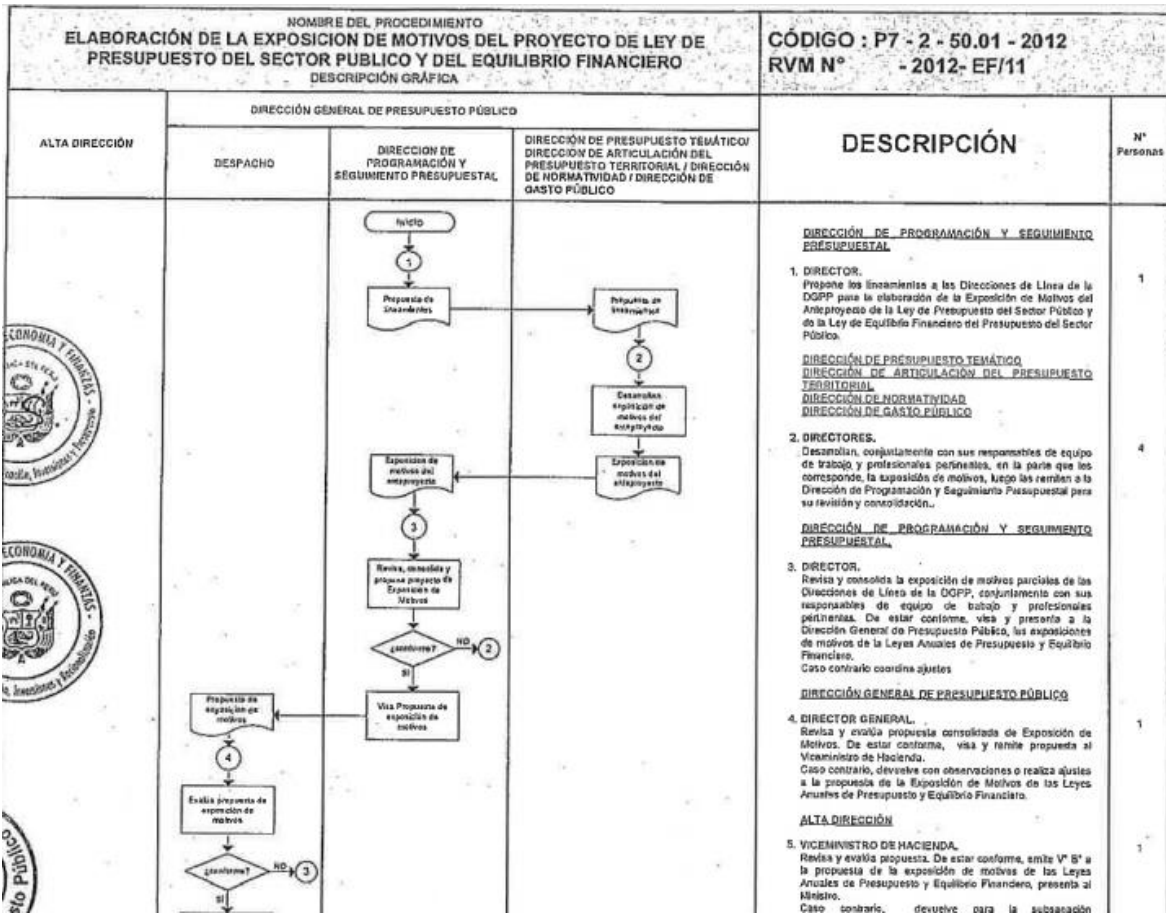 NOMBRE DEL PROCEDIMIENTO
ELABORACIÓN DE LA EXPOSICION DE MOTIVOS DEL PROYECTO DE LEY DE
PRESUPUESTO DEL SECTOR PUBLICO Y DEL EQUILIBRIO FINANCIERO
DESCRIPCIÓN GRÁFICA
CÓDIGO : P7 - 2 - 50.01 - 2012
RVM N° - 2012- EF/11
ALTA DIRECCIÓN
DIRECCIÓN GENERAL DE PRESUPUESTO PÚBLICO
DESPACHO
DIRECCION DE
PROGRAMACIÓN Y
SEGUIMIENTO PRESUPUESTAL
DIRECCIÓN DE PRESUPUESTO TEMÁTICO/
DIRECCIÓN DE ARTICULACIÓN DEL
PRESUPUESTO TERRITORIAL / DIRECCIÓN
DE NORMATIVIDAD / DIRECCIÓN DE
GASTO PÚBLICO
DESCRIPCIÓN
N°
Personas
INICIO
1
Propuesta de
lineamientos
Propuesta de
lineamientos
2
Desarrollan
exposición de
motivos del
anteproyecto
Exposición de
motivos del
anteproyecto
Exposición de
motivos del
anteproyecto
3
Revisa, consolida y
propone proyecto de
Exposición de
Motivos
¿conforme?
NO
2
SI
Visa Propuesta de
exposición de
motivos
Propuesta de
exposición de
motivos
4
Evalúa propuesta de
exposición de
motivos
¿conforme?
NO
3
SI
DIRECCIÓN DE PROGRAMACIÓN Y SEGUIMIENTO
PRESUPUESTAL
1. DIRECTOR.
Propone los lineamientos a las Direcciones de Línea de la
DGPP para la elaboración de la Exposición de Motivos del
Anteproyecto de la Ley de Presupuesto del Sector Público y
de la Ley de Equilibrio Financiero del Presupuesto del Sector
Público.
1
DIRECCIÓN DE PRESUPUESTO TEMÁTICO
DIRECCIÓN DE ARTICULACIÓN DEL PRESUPUESTO
TERRITORIAL
DIRECCIÓN DE NORMATIVIDAD
DIRECCIÓN DE GASTO PÚBLICO
2. DIRECTORES.
Desarrollan, conjuntamente con sus responsables de equipo
de trabajo y profesionales pertinentes, en la parte que les
corresponde, la exposición de motivos, luego las remiten a la
Dirección de Programación y Seguimiento Presupuestal para
su revisión y consolidación..
4
DIRECCIÓN DE PROGRAMACIÓN Y SEGUIMIENTO
PRESUPUESTAL
3. DIRECTOR.
Revisa y consolida la exposición de motivos parciales de las
Direcciones de Línea de la DGPP, conjuntamente con sus
responsables de equipo de trabajo y profesionales
pertinentes. De estar conforme, visa y presenta a la
Dirección General de Presupuesto Público, las exposiciones
de motivos de la Leyes Anuales de Presupuesto y Equilibrio
Financiero.
Caso contrario coordina ajustes
DIRECCIÓN GENERAL DE PRESUPUESTO PÚBLICO
4. DIRECTOR GENERAL.
Revisa y evalúa propuesta consolidada de Exposición de
Motivos. De estar conforme, visa y remite propuesta al
Viceministro de Hacienda.
Caso contrario, devuelve con observaciones o realiza ajustes
a la propuesta de la Exposición de Motivos de las Leyes
Anuales de Presupuesto y Equilibrio Financiero.
1
ALTA DIRECCIÓN
5. VICEMINISTRO DE HACIENDA.
Revisa y evalúa propuesta. De estar conforme, emite V° B° a
la propuesta de la exposición de motivos de las Leyes
Anuales de Presupuesto y Equilibrio Financiero, presenta al
Ministro.
Caso contrario, devuelve para la subsanación
1
ECONOMIA Y FINANZAS
ECONOMIA Y FINANZAS
Público